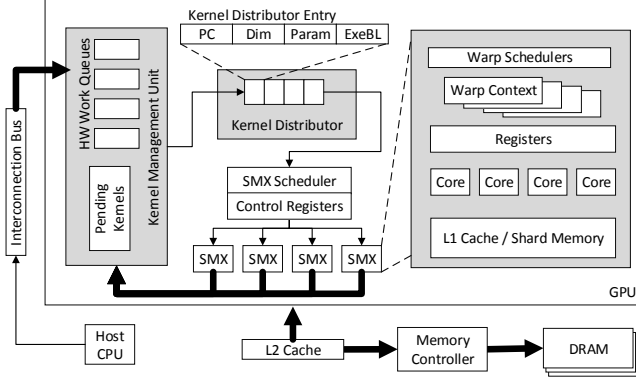 Kernel Distributor Entry
PC Dim Param ExeBL
HW Work Queues
Kernel Management Unit
Pending
Kernels
Interconnection Bus
Kernel Distributor
SMX Scheduler
Control Registers
SMX SMX SMX SMX
Warp Schedulers
Warp Context
Registers
Core Core Core Core
L1 Cache / Shard Memory
GPU
Host
CPU
L2 Cache
Memory
Controller
DRAM